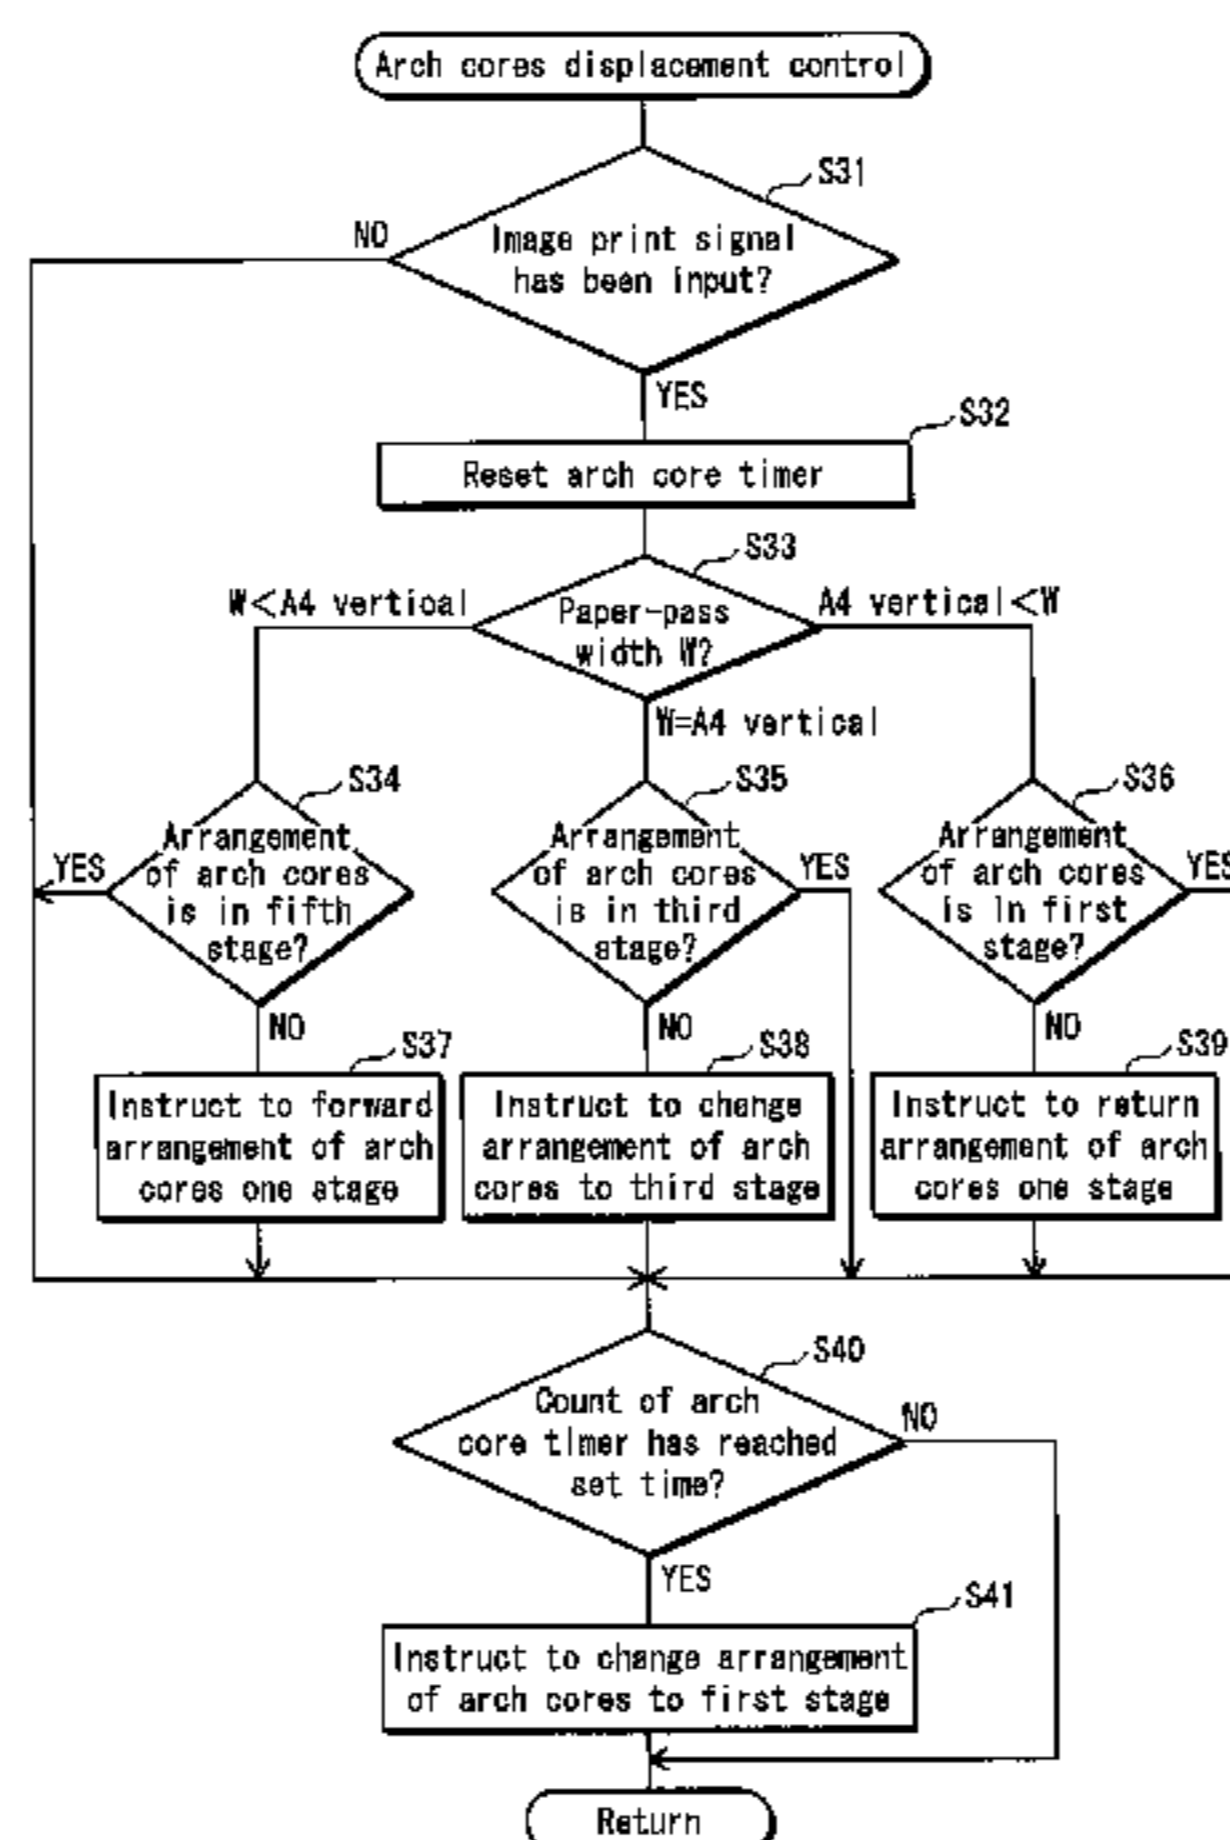 Arch cores displacement control
S31
NO
Image print signal
has been input?
YES
S32
Reset arch core timer
S33
W<A4 vertical
Paper-pass
width W?
A4 vertical<W
W=A4 vertical
S34
S35
S36
Arrangement
of arch cores
is in fifth
stage?
YES
Arrangement
of arch cores
is in third
stage?
YES
Arrangement
of arch cores
is in first
stage?
YES
NO
NO
NO
S37
S38
S39
Instruct to forward
arrangement of arch
cores one stage
Instruct to change
arrangement of arch
cores to third stage
Instruct to return
arrangement of arch
cores one stage
S40
Count of arch
core timer has reached
set time?
NO
YES
S41
Instruct to change arrangement
of arch cores to first stage
Return